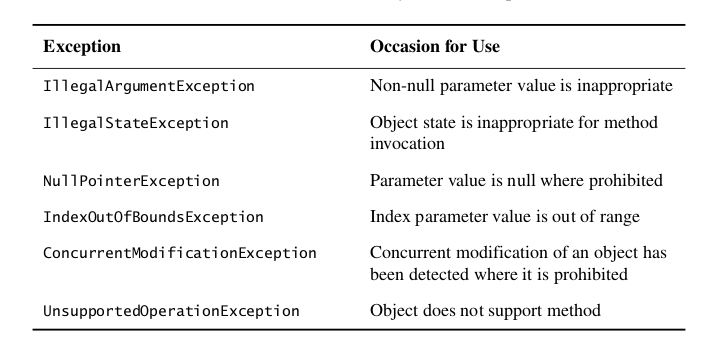 Exception Occasion for Use
IllegalArgumentException Non-null parameter value is inappropriate
IllegalStateException Object state is inappropriate for method
invocation
NullPointerException Parameter value is null where prohibited
IndexOutOfBoundsException Index parameter value is out of range
ConcurrentModificationException Concurrent modification of an object has
been detected where it is prohibited
UnsupportedOperationException Object does not support method